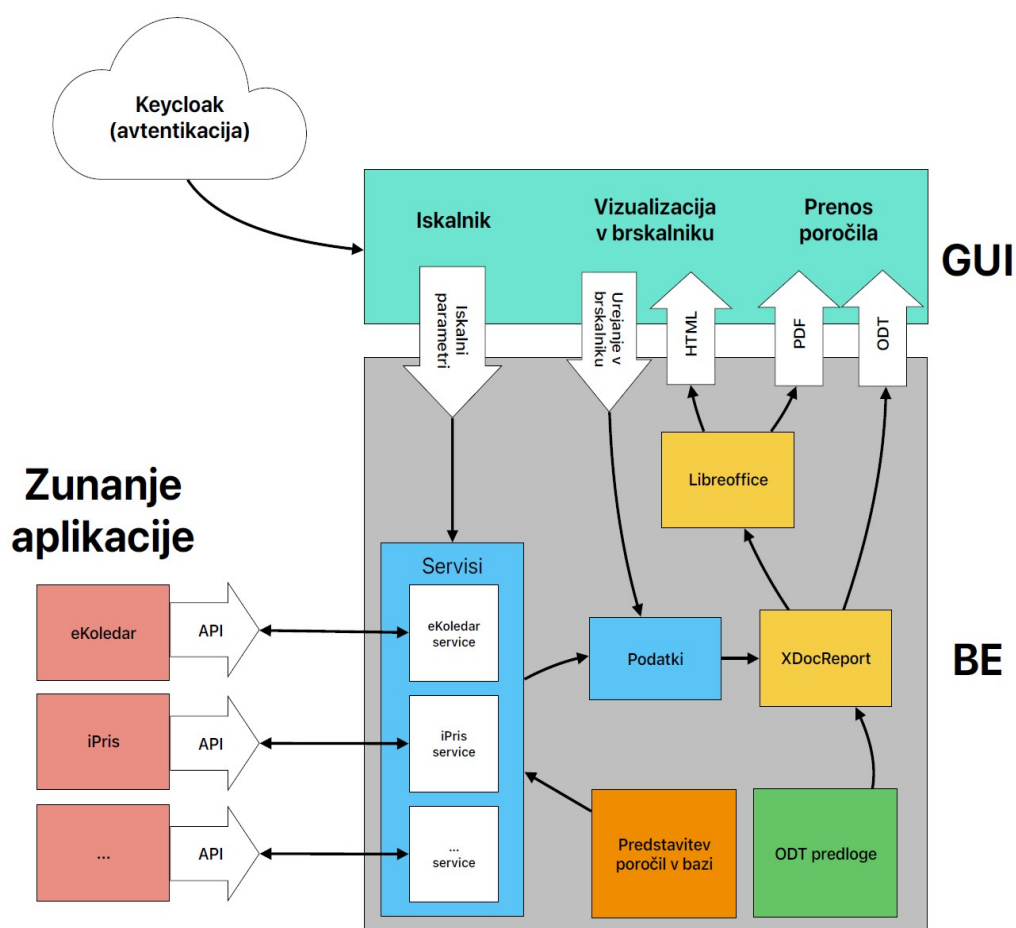 Keycloak
(avtentikacija)
Iskalnik
Vizualizacija
v brskalniku
Prenos
poročila
GUI
Iskalni
parametri
Urejanje v
brskalniku
HTML
PDF
ODT
Libreoffice
Zunanje
aplikacije
Servisi
eKoledar
API
eKoledar
service
Podatki
XDocReport
BE
iPris
API
iPris
service
...
API
...
service
Predstavitev
poročil v bazi
ODT predloge